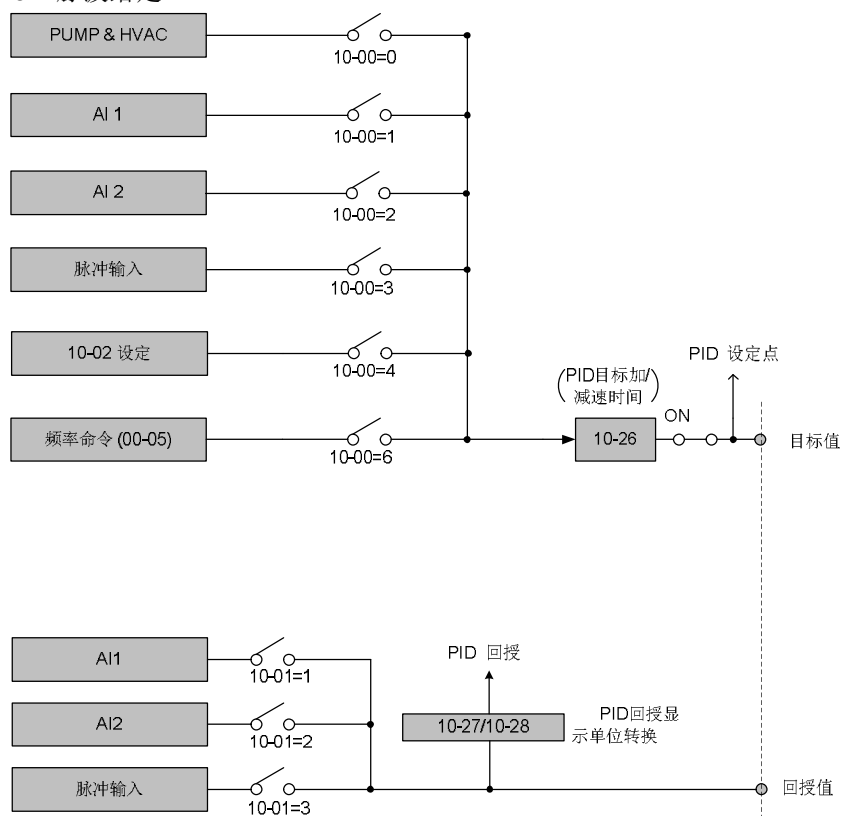 PUMP & HVAC
10-00=0
AI 1
10-00=1
AI 2
10-00=2
脉冲输入
10-00=3
10-02 设定
10-00=4
频率命令 (00-05)
10-00=6
(PID目标加/
减速时间)
10-26
ON
PID 设定点
目标值
AI1
10-01=1
AI2
10-01=2
脉冲输入
10-01=3
PID 回授
10-27/10-28
PID回授显
示单位转换
回授值